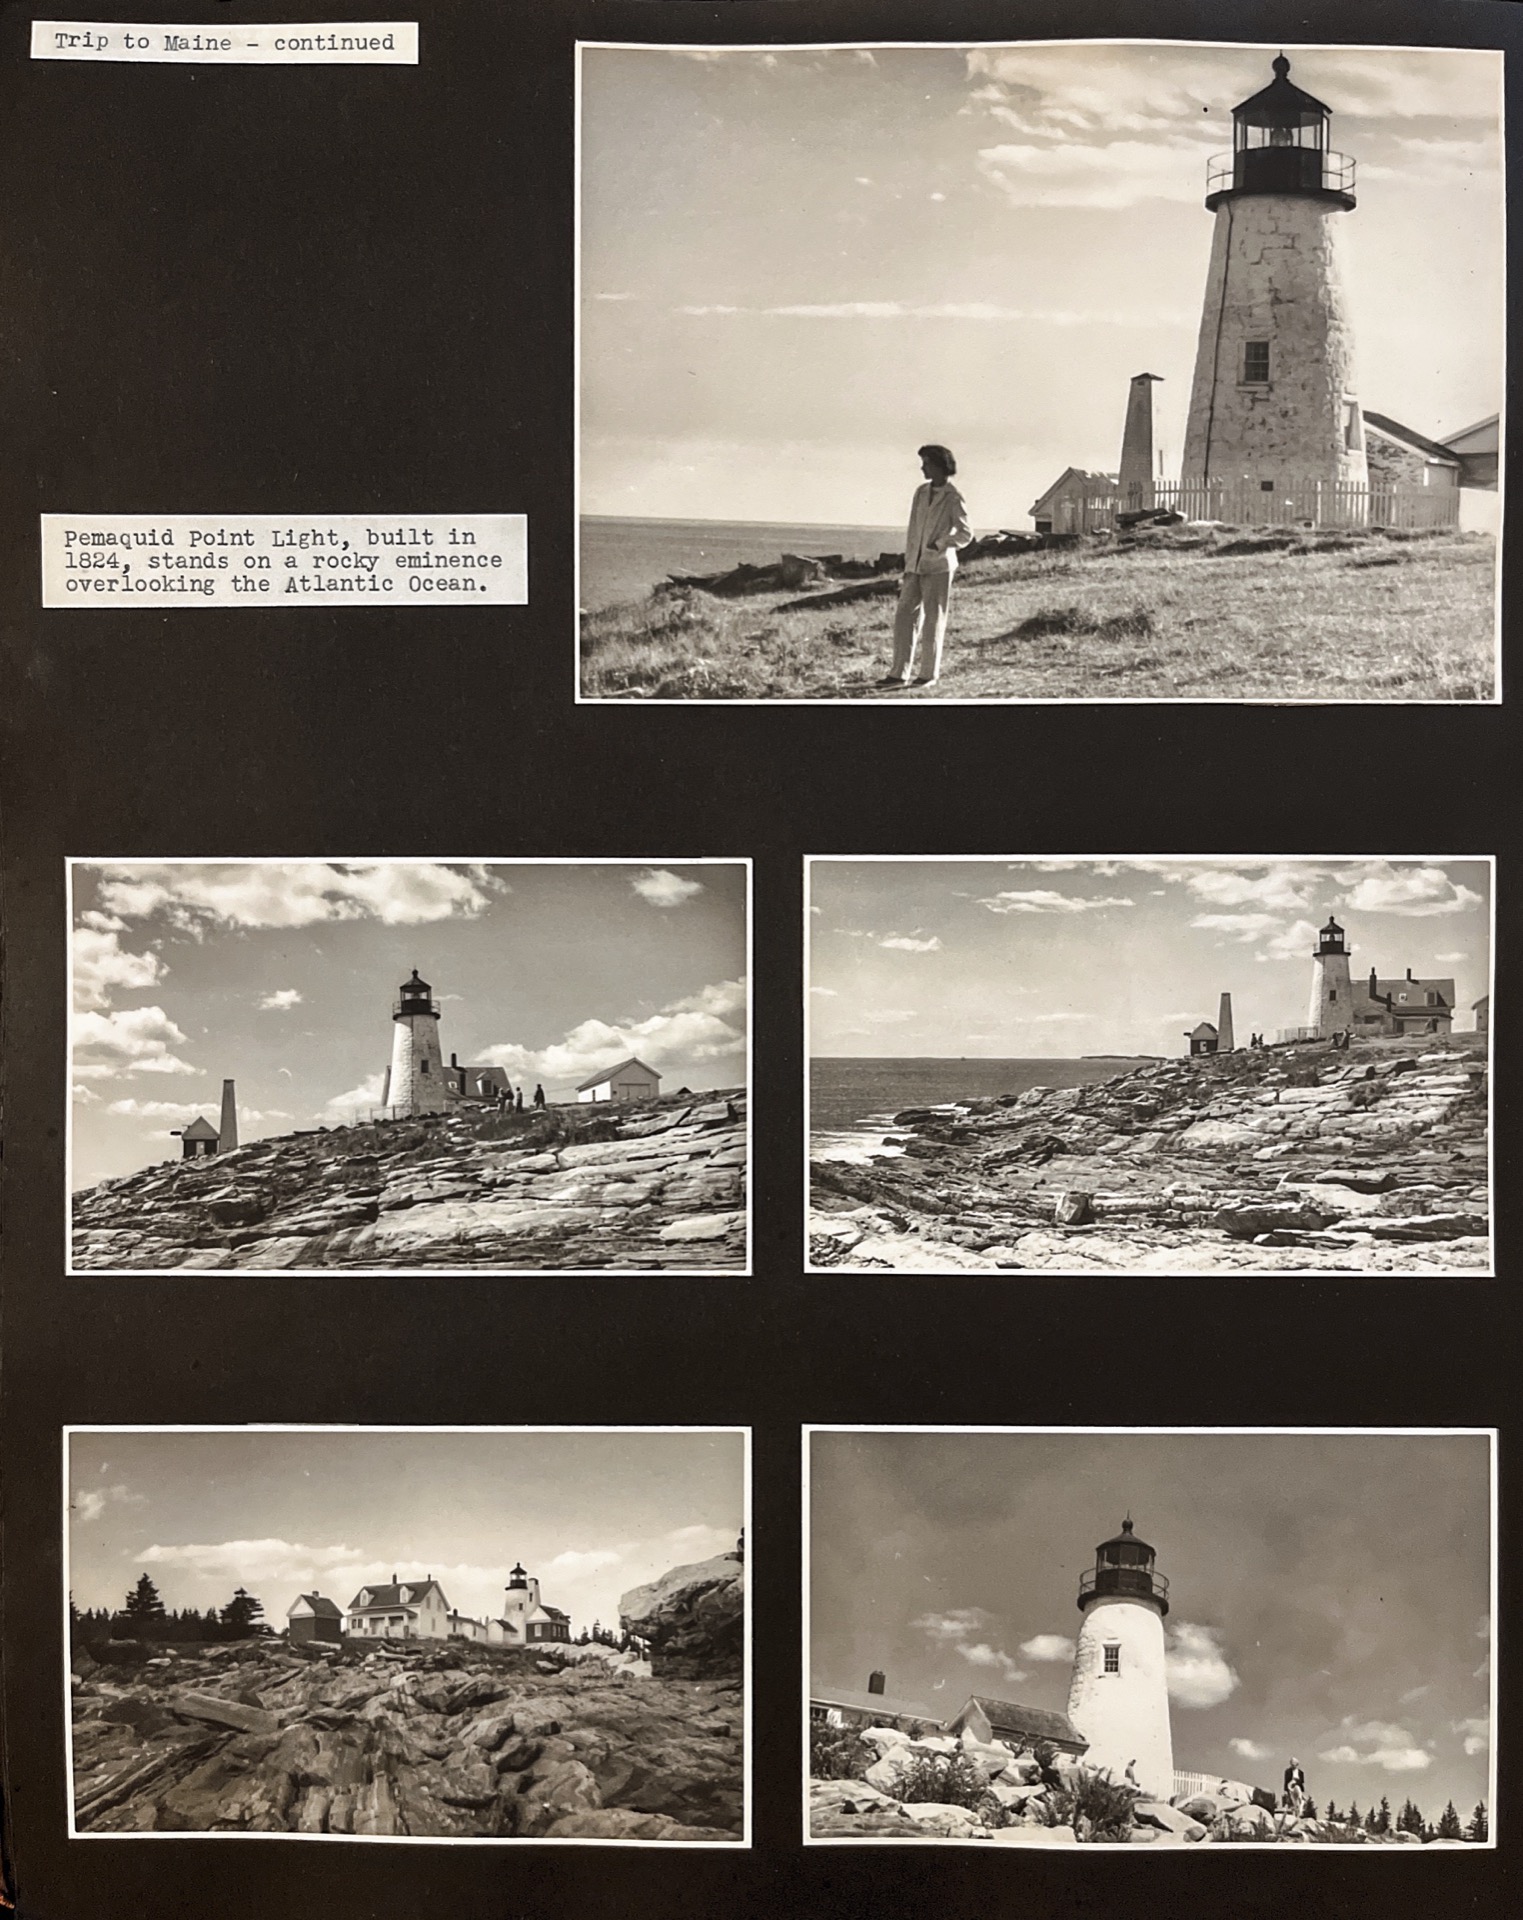 Trip to Maine - continued
Pemaquid Point Light, built in
1824, stands on a rocky eminence
overlooking the Atlantic Ocean.